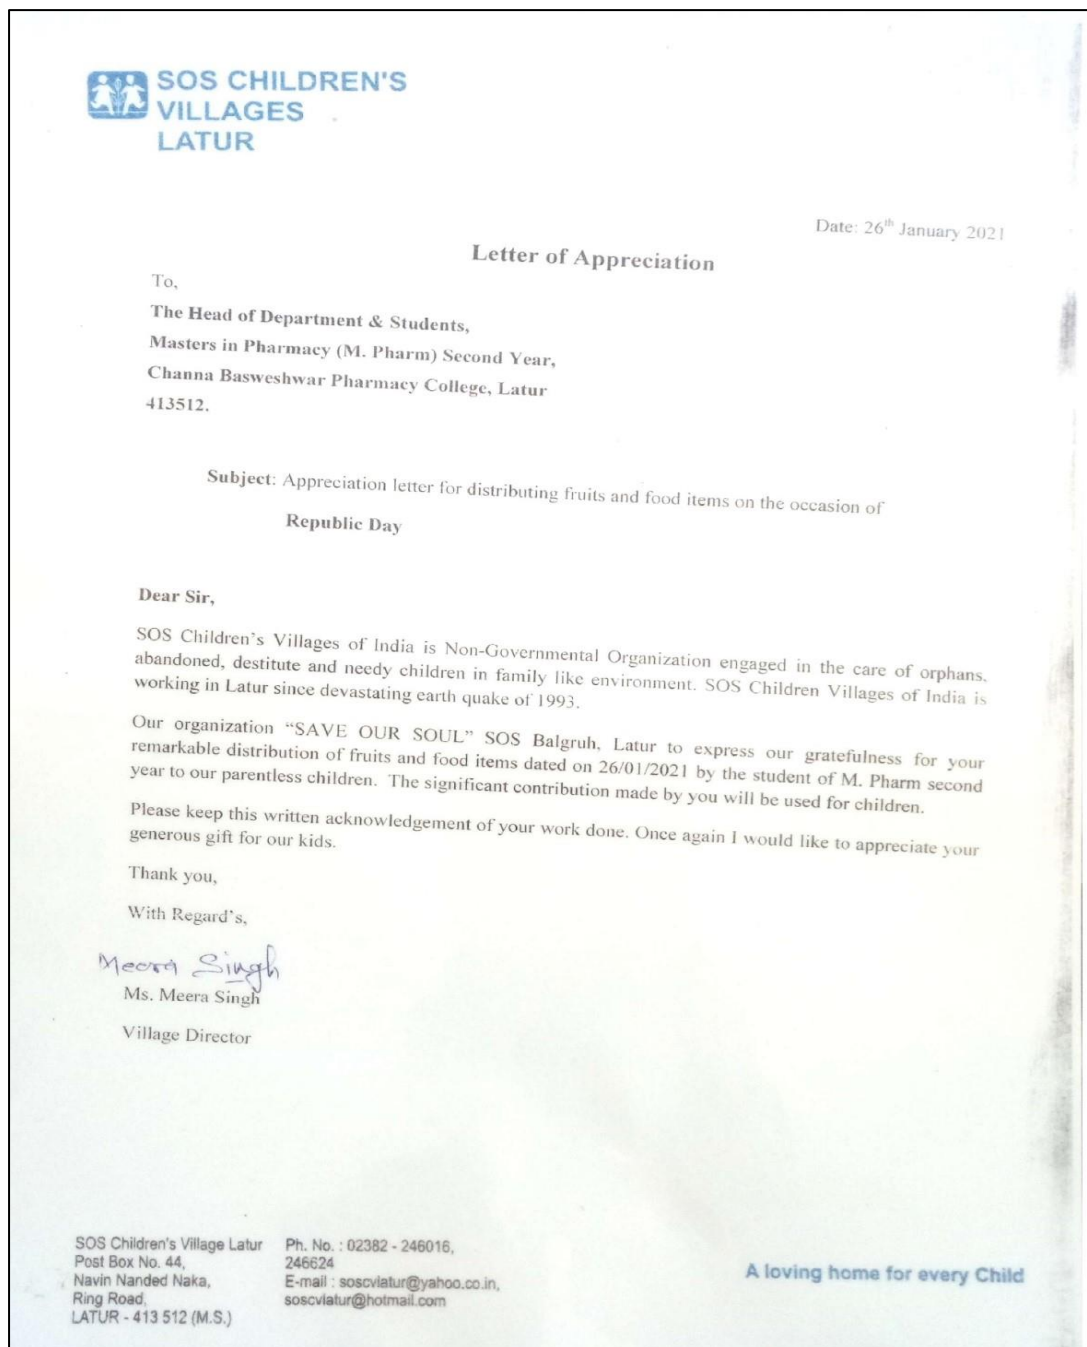 SOS CHILDREN'S
VILLAGES
LATUR
Date: 26th January 2021
Letter of Appreciation
To,
The Head of Department & Students,
Masters in Pharmacy (M. Pharm) Second Year,
Channa Basweshwar Pharmacy College, Latur
413512.
Subject: Appreciation letter for distributing fruits and food items on the occasion of
Republic Day
Dear Sir,
SOS Children's Villages of India is Non-Governmental Organization engaged in the care of orphans,
abandoned, destitute and needy children in family like environment. SOS Children Villages of India is
working in Latur since devastating earth quake of 1993.
Our organization “SAVE OUR SOUL” SOS Balgruh, Latur to express our gratefulness for your
remarkable distribution of fruits and food items dated on 26/01/2021 by the student of M. Pharm second
year to our parentless children. The significant contribution made by you will be used for children.
Please keep this written acknowledgement of your work done. Once again I would like to appreciate your
generous gift for our kids.
Thank you,
With Regard's,
Meera Singh
Ms. Meera Singh
Village Director
SOS Children's Village Latur
Post Box No. 44,
Navin Nanded Naka,
Ring Road,
LATUR - 413 512 (M.S.)
Ph. No. : 02382 - 246016,
246624
E-mail : soscvlatur@yahoo.co.in,
soscvlatur@hotmail.com
A loving home for every Child